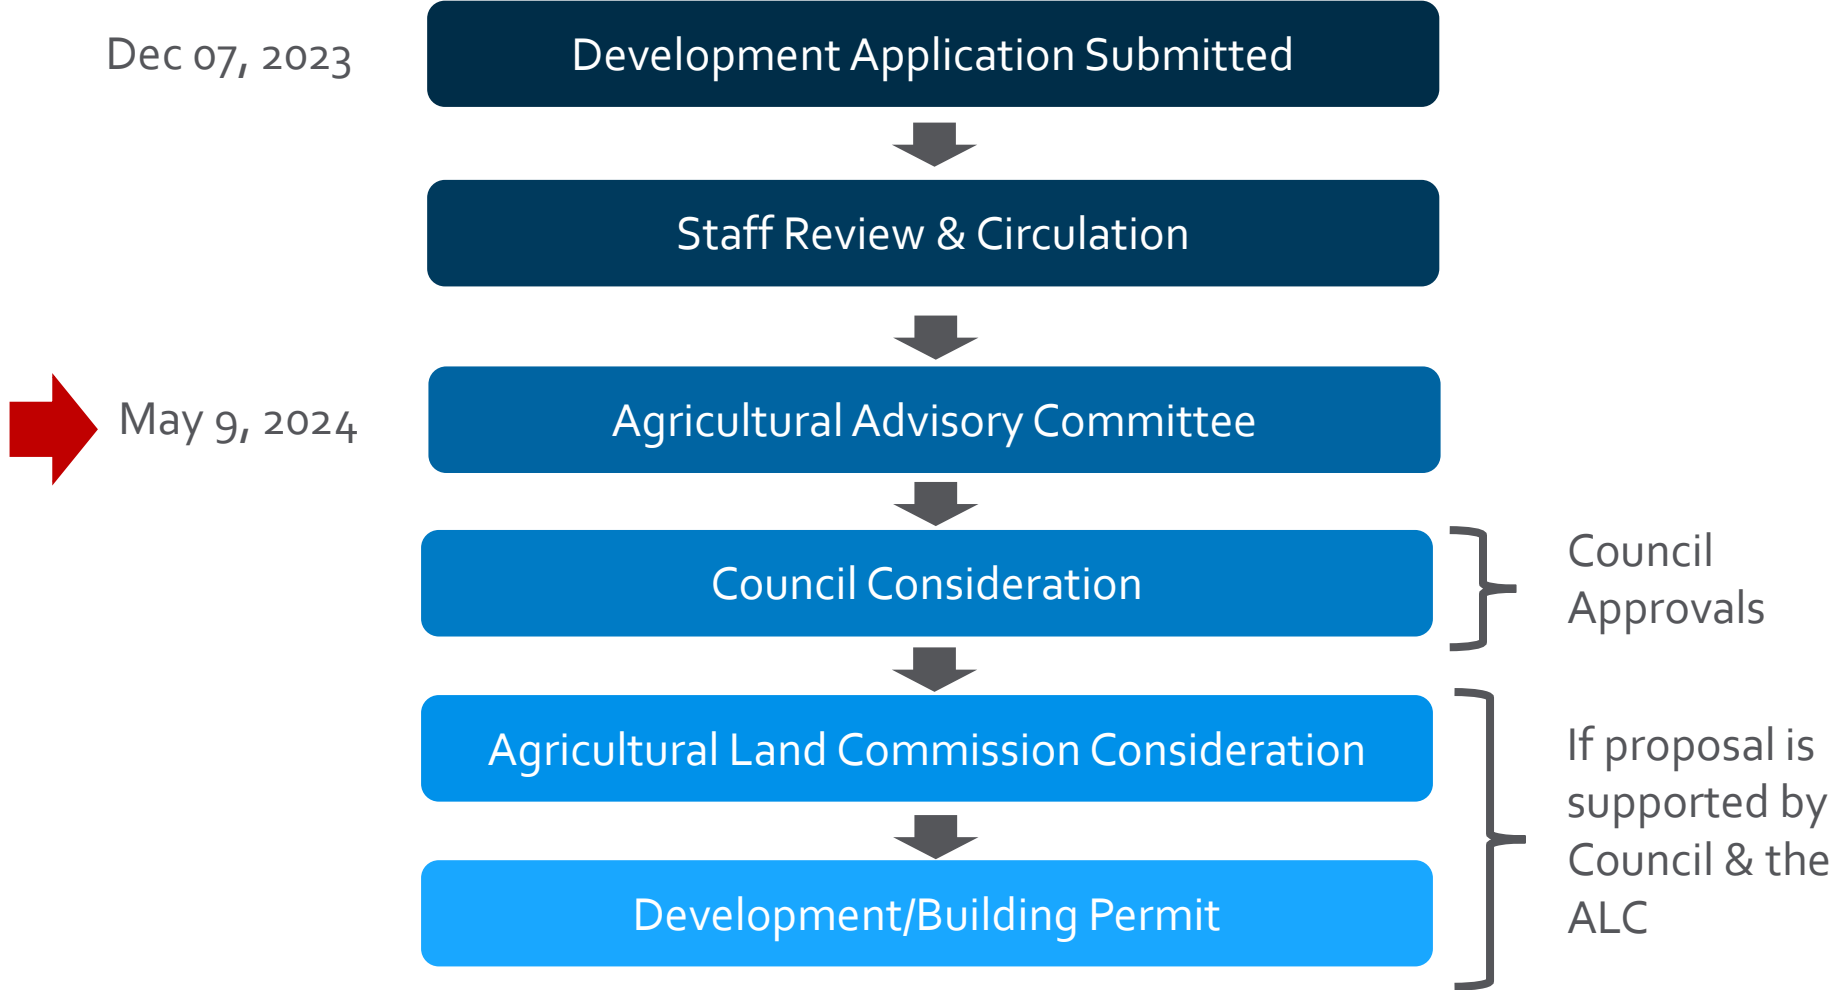 Dec 07, 2023
Development Application Submitted
Staff Review & Circulation
May 9, 2024
Agricultural Advisory Committee
Council Consideration
Council
Approvals
Agricultural Land Commission Consideration
If proposal is
supported by
Council & the
ALC
Development/Building Permit